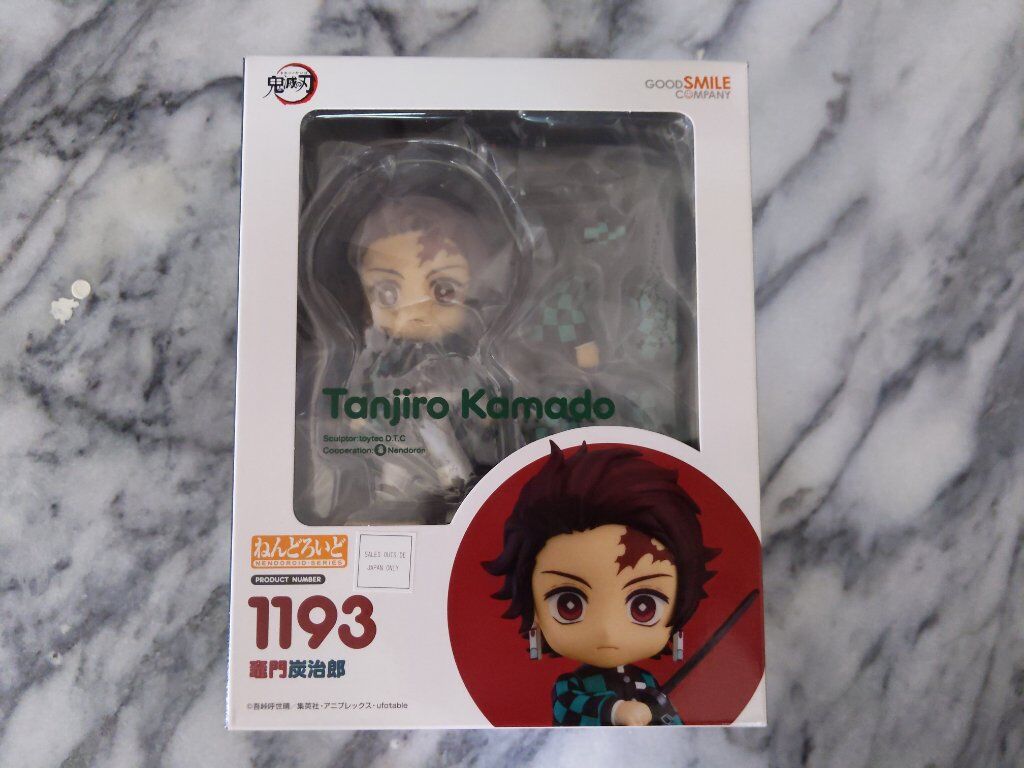 鬼滅刃
GOOD SMILE
COMPANY
Tanjiro Kamado
Sculptor:toytec D.T.C
Cooperation: Nendoron
ねんどろいど
NENDOROID SERIES
PRODUCT NUMBER
1193
竈門炭治郎
SALES OUTSIDE
JAPAN ONLY
©吾峠呼世晴／集英社・アニプレックス・ufotable